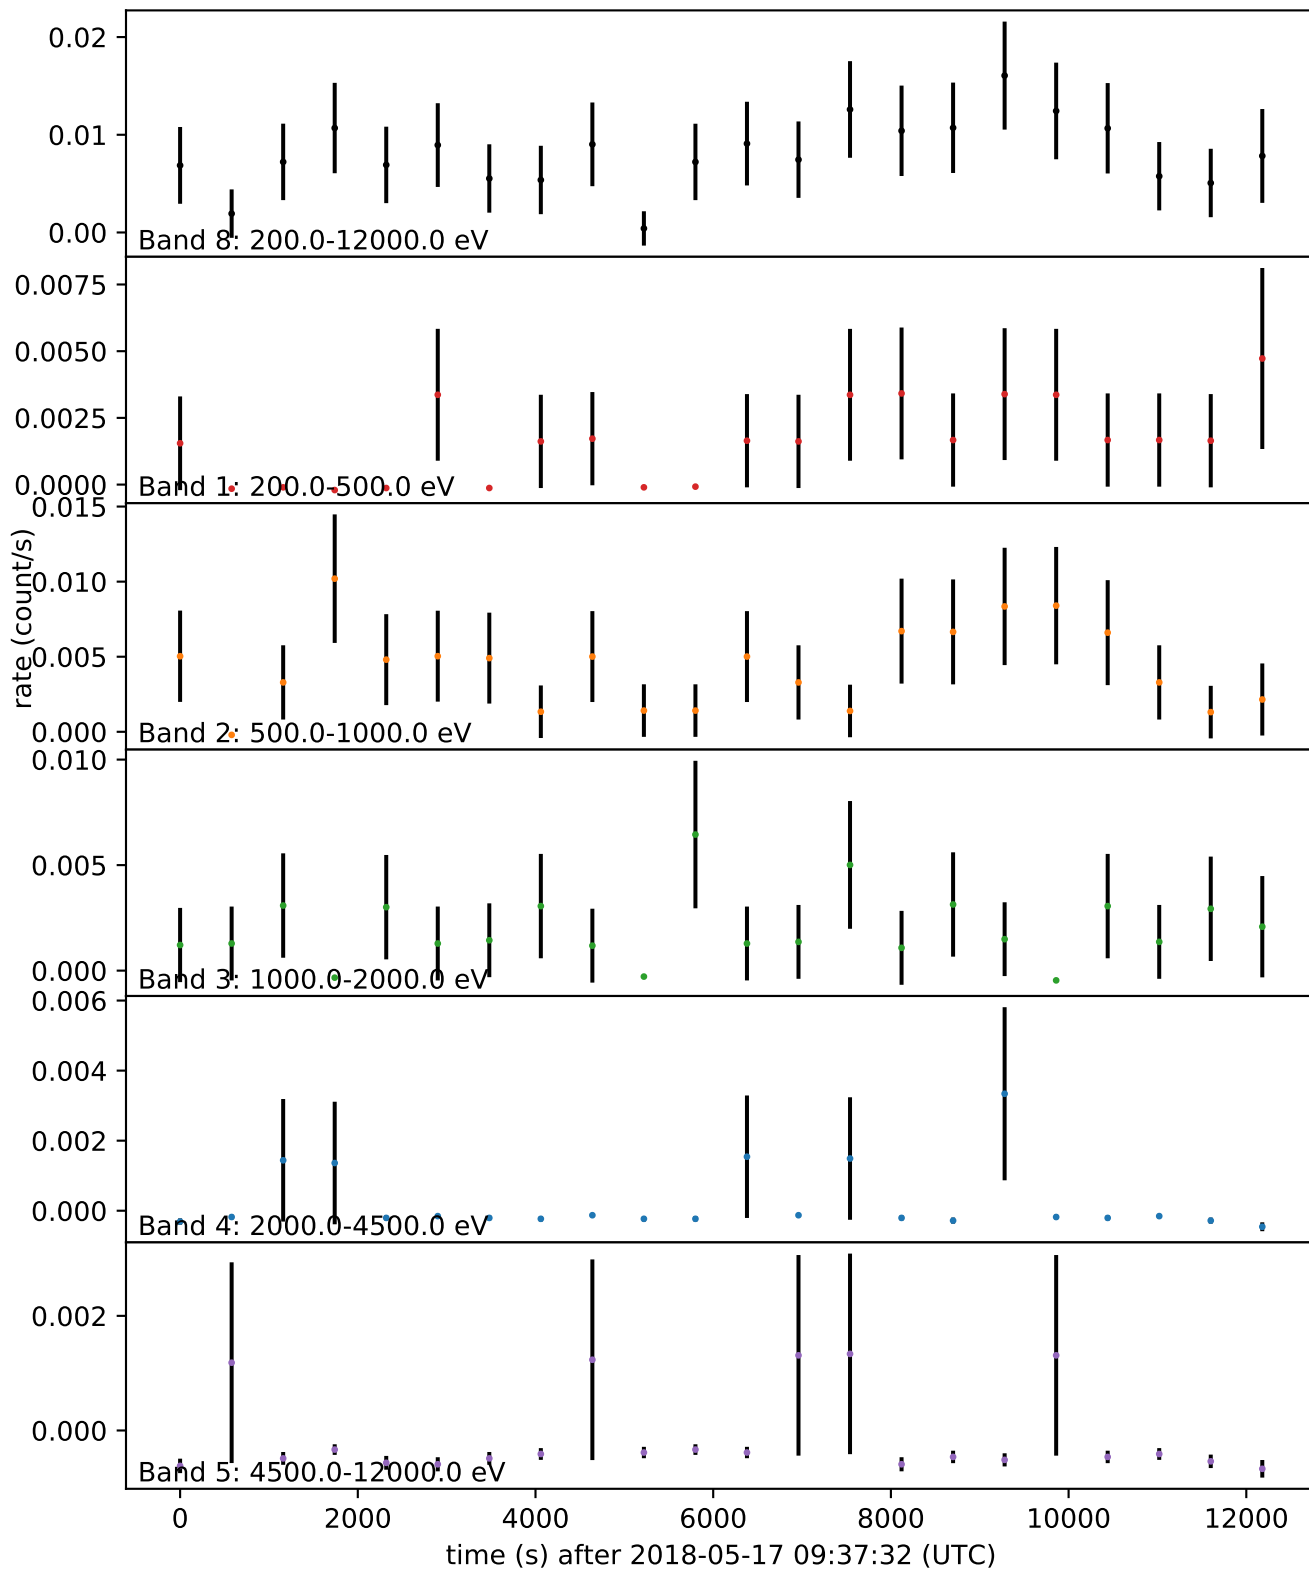 0.02
0.01
0.00
Band 8: 200.0-12000.0 eV
0.0075
0.0050
0.0025
0.0000
Band 1: 200.0-500.0 eV
0.015
0.010
0.005
0.000
Band 2: 500.0-1000.0 eV
rate (count/s)
0.010
0.005
0.000
Band 3: 1000.0-2000.0 eV
0.006
0.004
0.002
0.000
Band 4: 2000.0-4500.0 eV
0.002
0.000
Band 5: 4500.0-12000.0 eV
0 2000 4000 6000 8000 10000 12000
time (s) after 2018-05-17 09:37:32 (UTC)